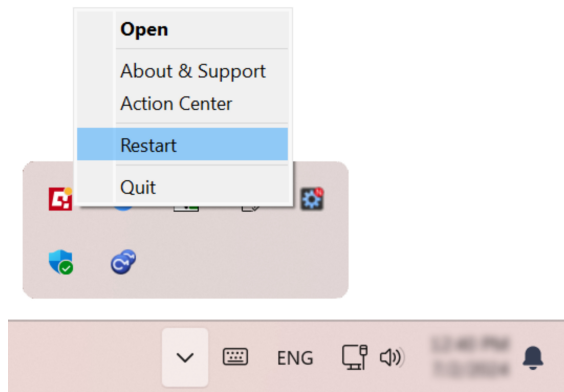 Open
About & Support
Action Center
Restart
Quit
ENG